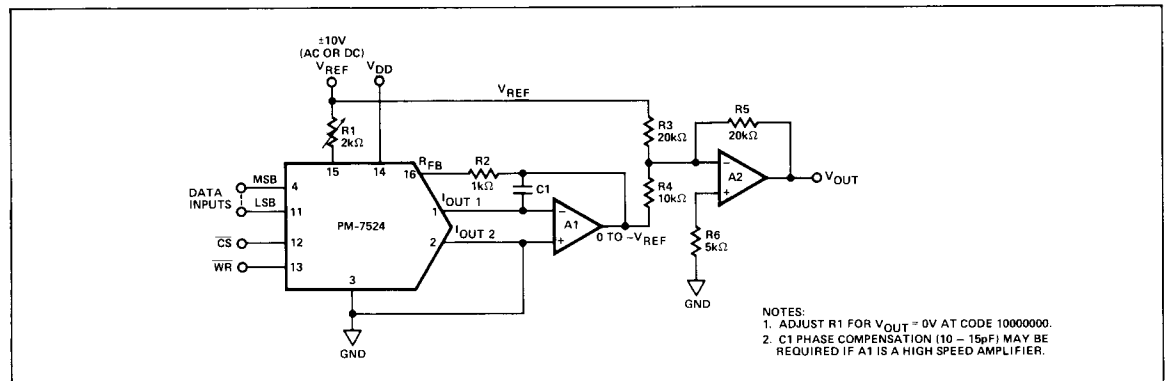 ±10V
(AC OR DC)
VREF
VDD
VREF
R1
2kΩ
R3
20kΩ
R5
20kΩ
15
14
16
RFB
R2
1kΩ
C1
MSB
4
DATA
INPUTS
LSB
11
PM-7524
IOUT 1
1
IOUT 2
2
CS
12
WR
13
3
GND
−
+
A1
0 TO -VREF
R4
10kΩ
−
+
A2
VOUT
R6
5kΩ
GND
NOTES:
1. ADJUST R1 FOR VOUT = 0V AT CODE 10000000.
2. C1 PHASE COMPENSATION (10 – 15pF) MAY BE
REQUIRED IF A1 IS A HIGH SPEED AMPLIFIER.